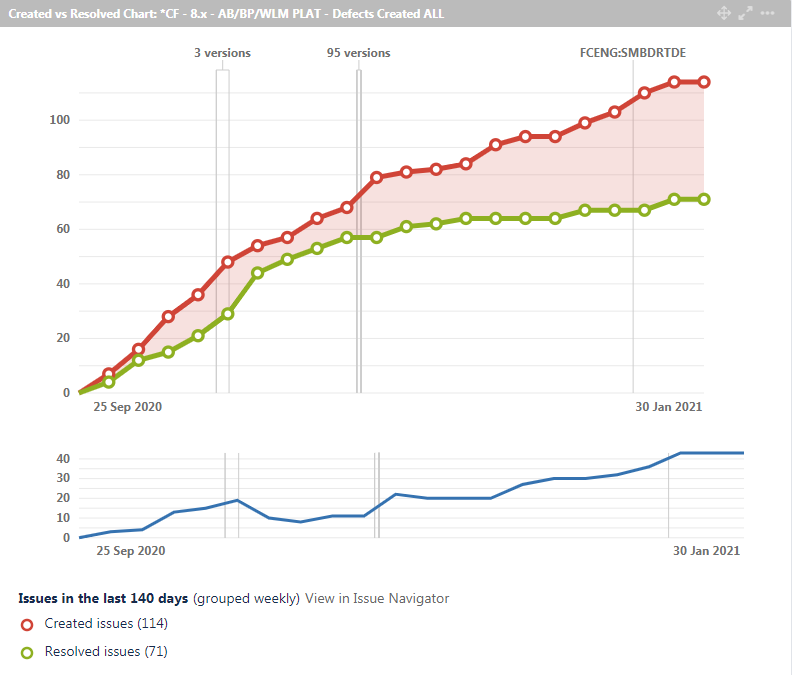 Created vs Resolved Chart: *CF - 8.x - AB/BP/WLM PLAT - Defects Created ALL
3 versions 95 versions FCENG:SMBDRTDE
100
80
60
40
20
0
25 Sep 2020 30 Jan 2021
40
30
20
10
0
25 Sep 2020 30 Jan 2021
Issues in the last 140 days (grouped weekly) View in Issue Navigator
Created issues (114)
Resolved issues (71)